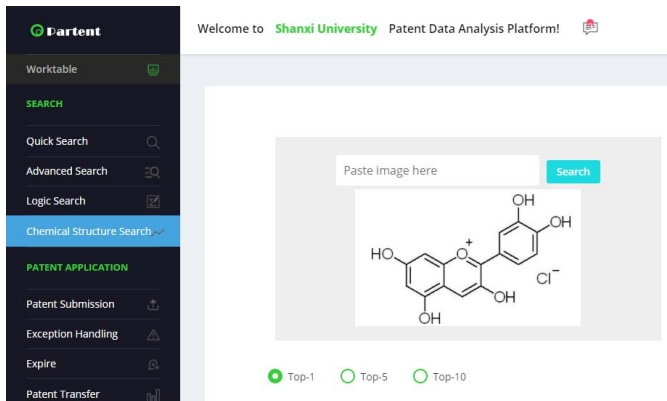 Partent
Welcome to Shanxi University Patent Data Analysis Platform!
Worktable
SEARCH
Quick Search
Advanced Search
Logic Search
Chemical Structure Search
PATENT APPLICATION
Patent Submission
Exception Handling
Expire
Patent Transfer
Paste image here
Search
OH
OH
HO
O+
Cl−
OH
OH
Top-1
Top-5
Top-10